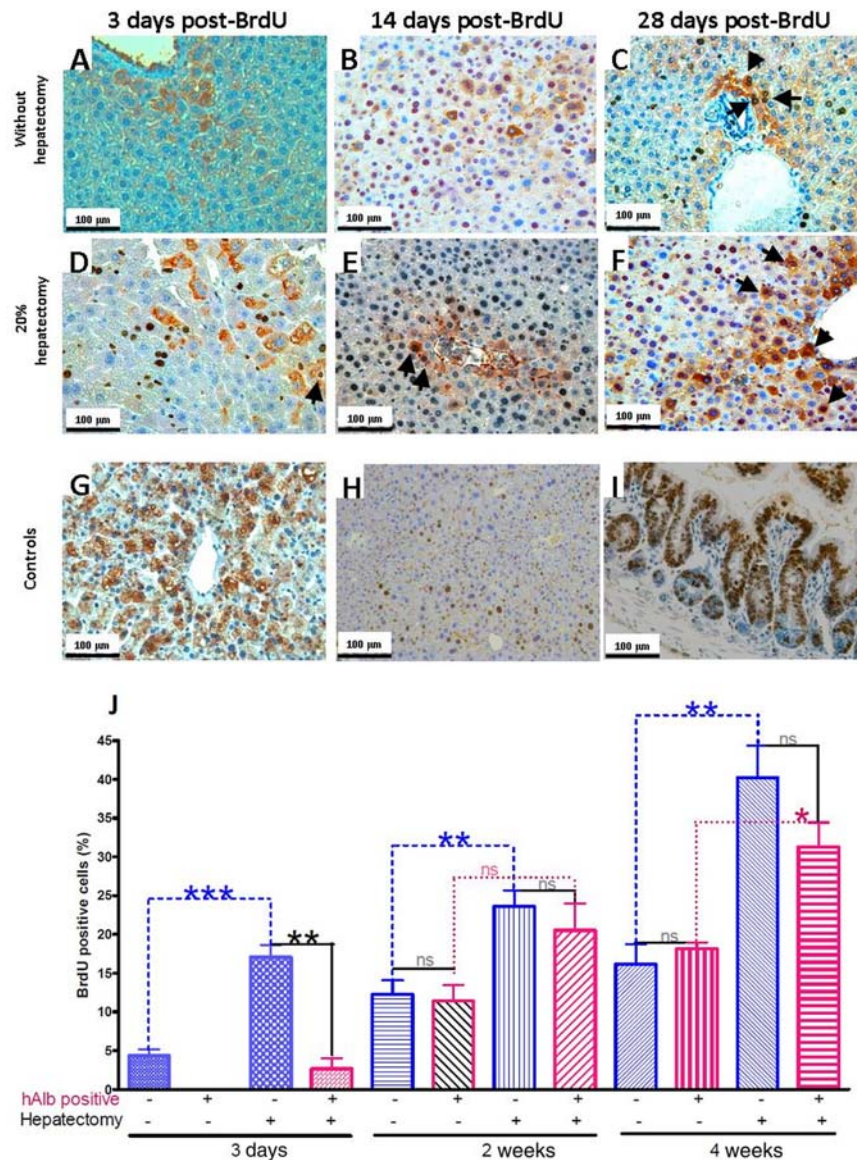 3 days post-BrdU 14 days post-BrdU 28 days post-BrdU
Without hepatectomy
A B C
100 µm 100 µm 100 µm
20% hepatectomy
D E F
100 µm 100 µm 100 µm
Controls
G H I
100 µm 100 µm 100 µm
J
BrdU positive cells (%)
45
40
35
30
25
20
15
10
5
0
*** ** ** ns ns ns ** ns * ns
hAlb positive - + - + - + - + - + - +
Hepatectomy - - + + - - + + - - + +
3 days 2 weeks 4 weeks